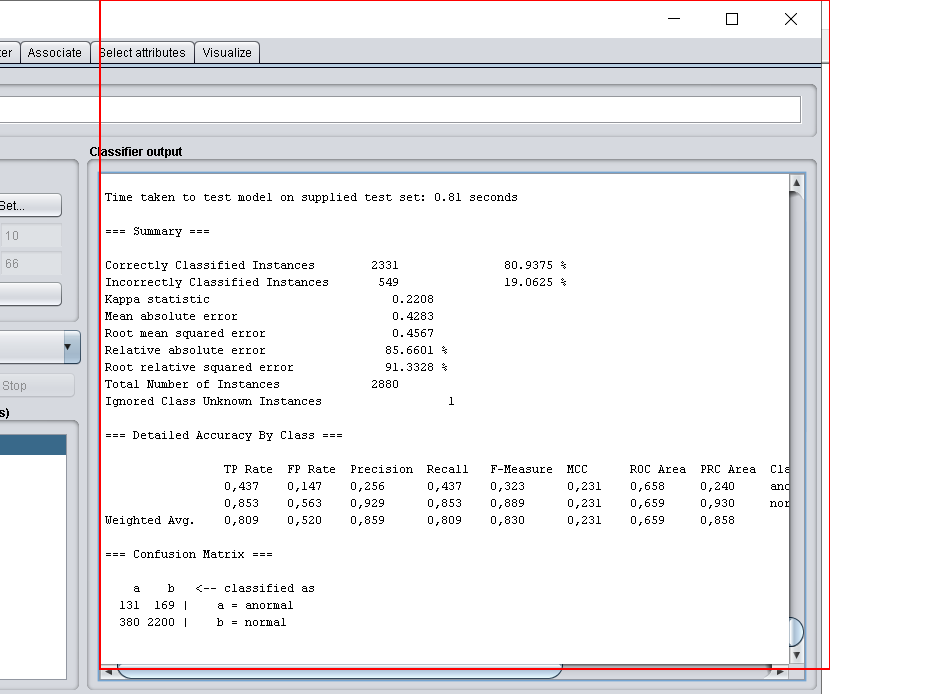 ter Associate Select attributes Visualize
Classifier output
Set...
10
66
Stop
s)
Time taken to test model on supplied test set: 0.81 seconds
=== Summary ===
Correctly Classified Instances 2331 80.9375 %
Incorrectly Classified Instances 549 19.0625 %
Kappa statistic 0.2208
Mean absolute error 0.4283
Root mean squared error 0.4567
Relative absolute error 85.6601 %
Root relative squared error 91.3328 %
Total Number of Instances 2880
Ignored Class Unknown Instances 1
=== Detailed Accuracy By Class ===
TP Rate FP Rate Precision Recall F-Measure MCC ROC Area PRC Area Cla
0,437 0,147 0,256 0,437 0,323 0,231 0,658 0,240 ano
0,853 0,563 0,929 0,853 0,889 0,231 0,659 0,930 nor
Weighted Avg. 0,809 0,520 0,859 0,809 0,830 0,231 0,659 0,858
=== Confusion Matrix ===
a b <-- classified as
131 169 | a = anormal
380 2200 | b = normal